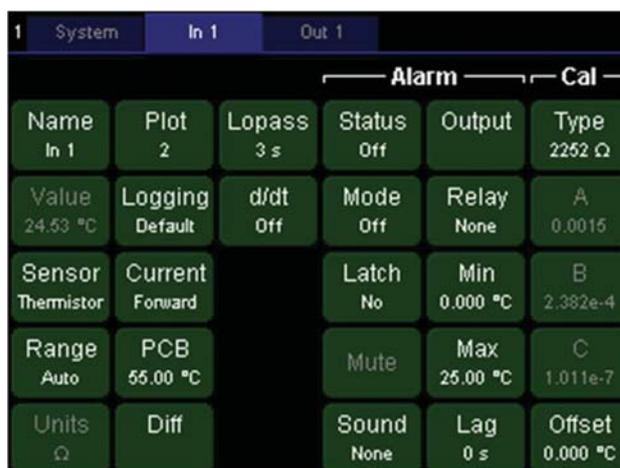 1 System In 1 Out 1
Alarm Cal
Name Plot Lopass Status Output Type
In 1 2 3 s Off 2252 Ω
Value Logging d/dt Mode Relay A
24.53 °C Default Off Off None 0.0015
Sensor Current Latch Min B
Thermistor Forward No 0.000 °C 2.382e-4
Range PCB Mute Max C
Auto 55.00 °C 25.00 °C 1.011e-7
Units Diff Sound Lag Offset
Ω None 0 s 0.000 °C